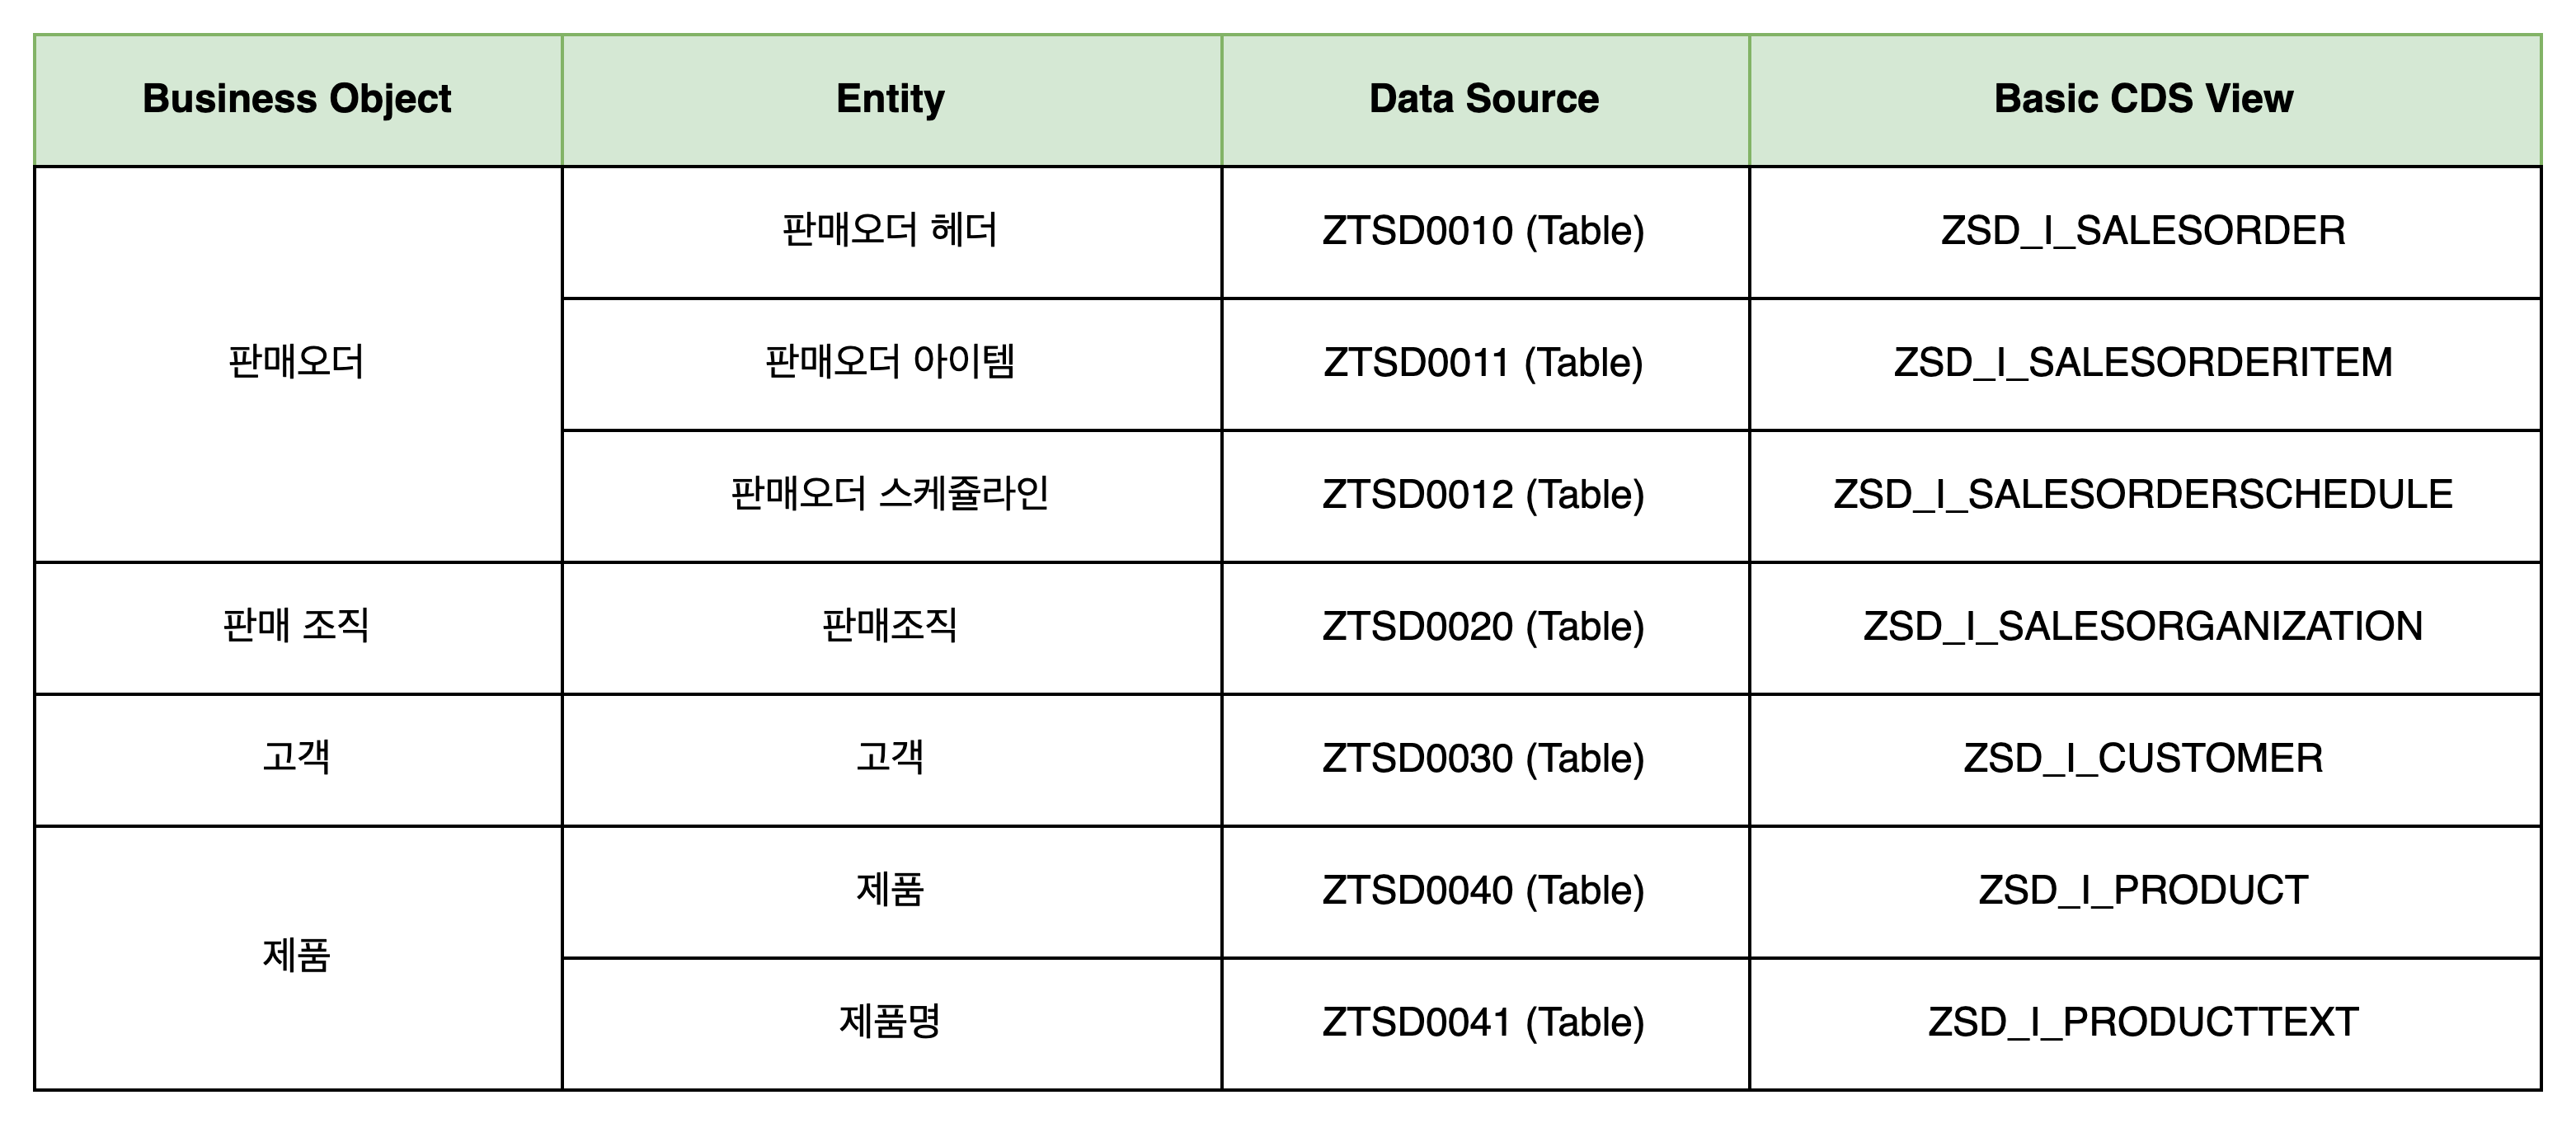 Business Object Entity Data Source Basic CDS View
판매오더 헤더 ZTSD0010 (Table) ZSD_I_SALESORDER
판매오더 판매오더 아이템 ZTSD0011 (Table) ZSD_I_SALESORDERITEM
판매오더 스케쥴라인 ZTSD0012 (Table) ZSD_I_SALESORDERSCHEDULE
판매 조직 판매조직 ZTSD0020 (Table) ZSD_I_SALESORGANIZATION
고객 고객 ZTSD0030 (Table) ZSD_I_CUSTOMER
제품 제품 ZTSD0040 (Table) ZSD_I_PRODUCT
제품명 ZTSD0041 (Table) ZSD_I_PRODUCTTEXT